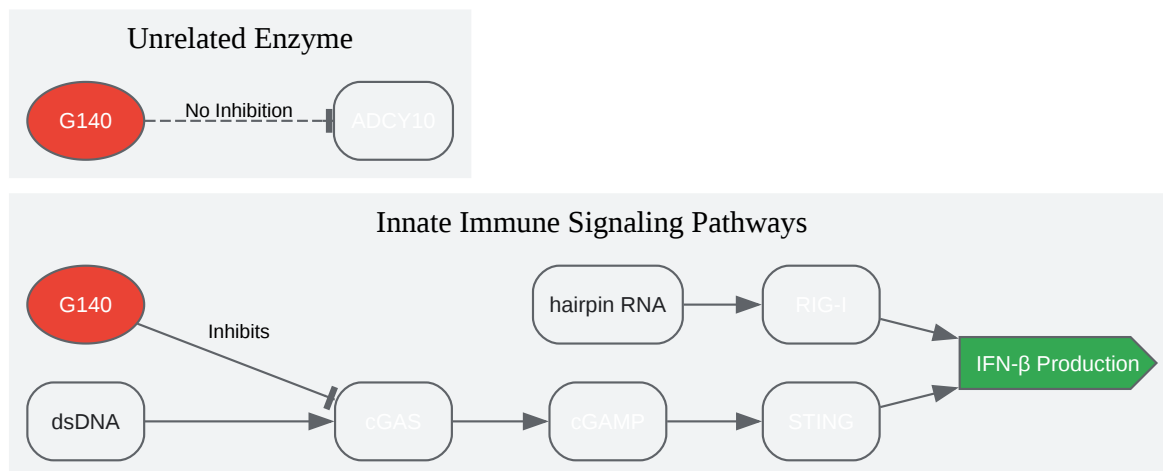 Unrelated Enzyme
G140
No Inhibition
ADCY10
Innate Immune Signaling Pathways
G140
Inhibits
hairpin RNA
RIG-I
IFN-β Production
dsDNA
cGAS
cGAMP
STING